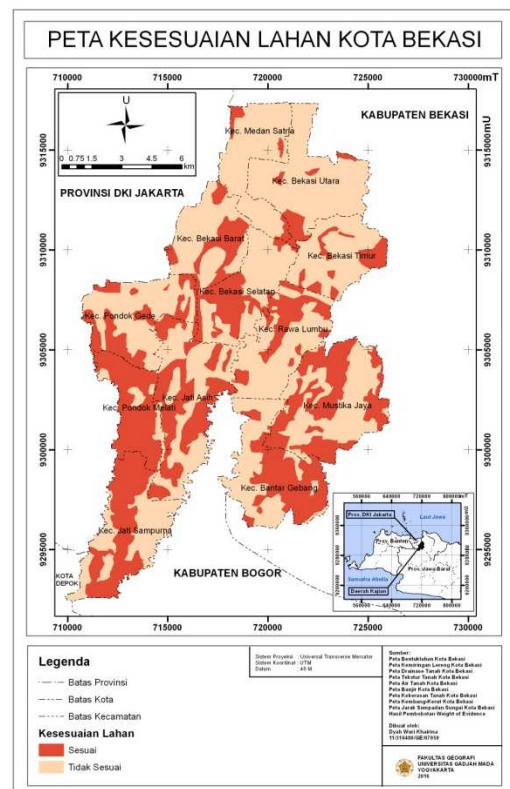 PETA KESESUAIAN LAHAN KOTA BEKASI
710000 715000 720000 725000 730000 mT
U
0 0.75 1.5 3 4.5 6
km
KABUPATEN BEKASI
PROVINSI DKI JAKARTA
9315000 mU
9315000
Kec. Medan Satria
Kec. Bekasi Utara
9310000
9310000
Kec. Bekasi Barat
Kec. Bekasi Timur
Kec. Bekasi Selatan
Kec. Pondok Gede
Kec. Rawa Lumbu
9305000
9305000
Kec. Jati Asih
Kec. Pondok Melati
Kec. Mustika Jaya
9300000
9300000
Kec. Bantar Gebang
Kec. Jati Sampurna
9295000
9295000
KOTA DEPOK
KABUPATEN BOGOR
Prov. DKI Jakarta
Laut Jawa
Prov. Banten
Prov. Jawa Barat
Samudra Hindia
Daerah Kajian
710000 715000 720000 725000 730000
Legenda
Batas Provinsi
Batas Kota
Batas Kecamatan
Kesesuaian Lahan
Sesuai
Tidak Sesuai
Sistem Proyeksi : Universal Transverse Mercator
Sistem Koordinat : UTM
Datum : 48 M
Sumber:
Peta Bentuklahan Kota Bekasi
Peta Kemiringan Lereng Kota Bekasi
Peta Drainase Tanah Kota Bekasi
Peta Tekstur Tanah Kota Bekasi
Peta Air Tanah Kota Bekasi
Peta Banjir Kota Bekasi
Peta Kekerasan Tanah Kota Bekasi
Peta Kembang-Kerut Kota Bekasi
Peta Jarak Sempadan Sungai Kota Bekasi
Hasil Pembobotan Weight of Evidence
Dibuat oleh:
FAKULTAS GEOGRAFI
UNIVERSITAS GADJAH MADA
YOGYAKARTA
2016